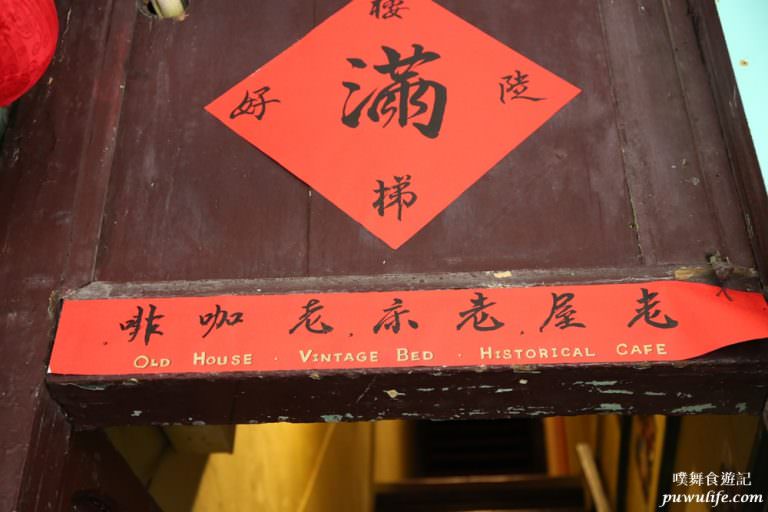 樓
好 滿 陡
梯
老屋.老床.老咖啡.
OLD HOUSE · VINTAGE BED · HISTORICAL CAFE
噗舞食遊記
puwulife.com